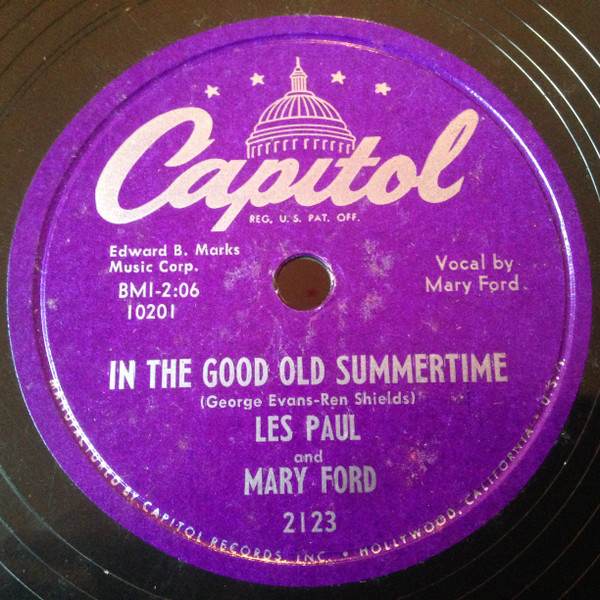 Capitol
REG. U.S. PAT. OFF.
Edward B. Marks
Music Corp.
BMI-2:06
10201
Vocal by
Mary Ford
IN THE GOOD OLD SUMMERTIME
(George Evans-Ren Shields)
LES PAUL
and
MARY FORD
2123
MANUFACTURED BY CAPITOL RECORDS, INC. • HOLLYWOOD, CALIFORNIA • U.S.A.